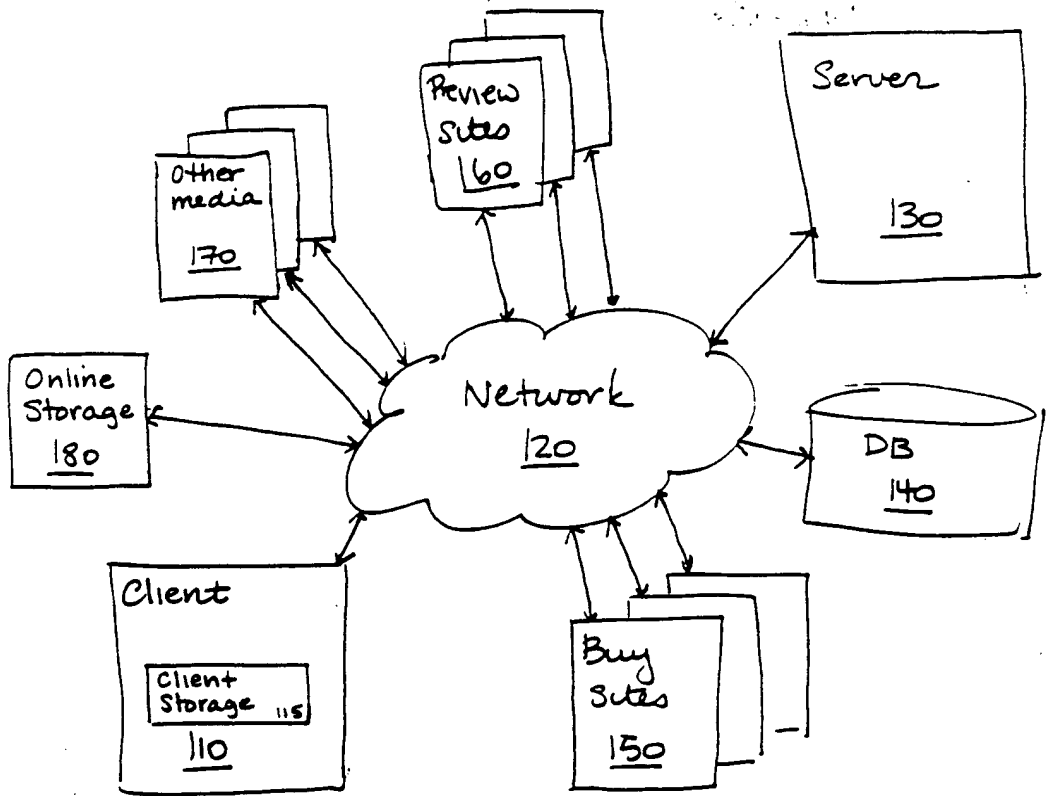 Preview
Sites
160
Server
130
Other
media
170
Online
Storage
180
Network
120
DB
140
Client
Client
Storage 115
110
Buy
Sites
150